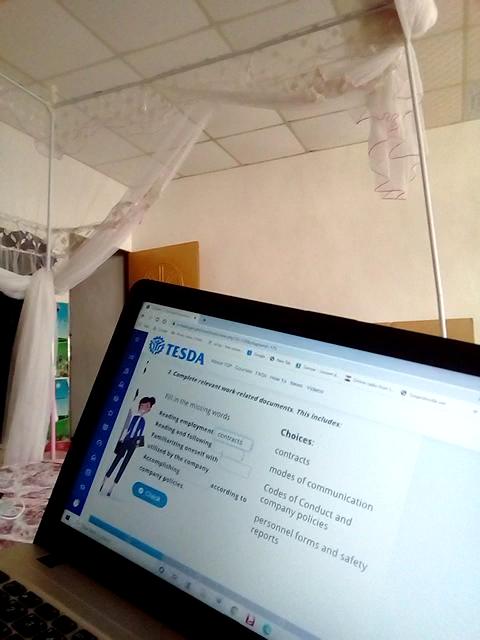 TESDA
About TOP Courses FAQs How To News Videos
2. Complete relevant work-related documents. This includes:
Fill in the missing words
Reading employment contracts
Reading and following
Familiarizing oneself with
utilized by the company
Accomplishing
according to
company policies.
Check
Choices:
contracts
modes of communication
Codes of Conduct and
company policies
personnel forms and safety
reports